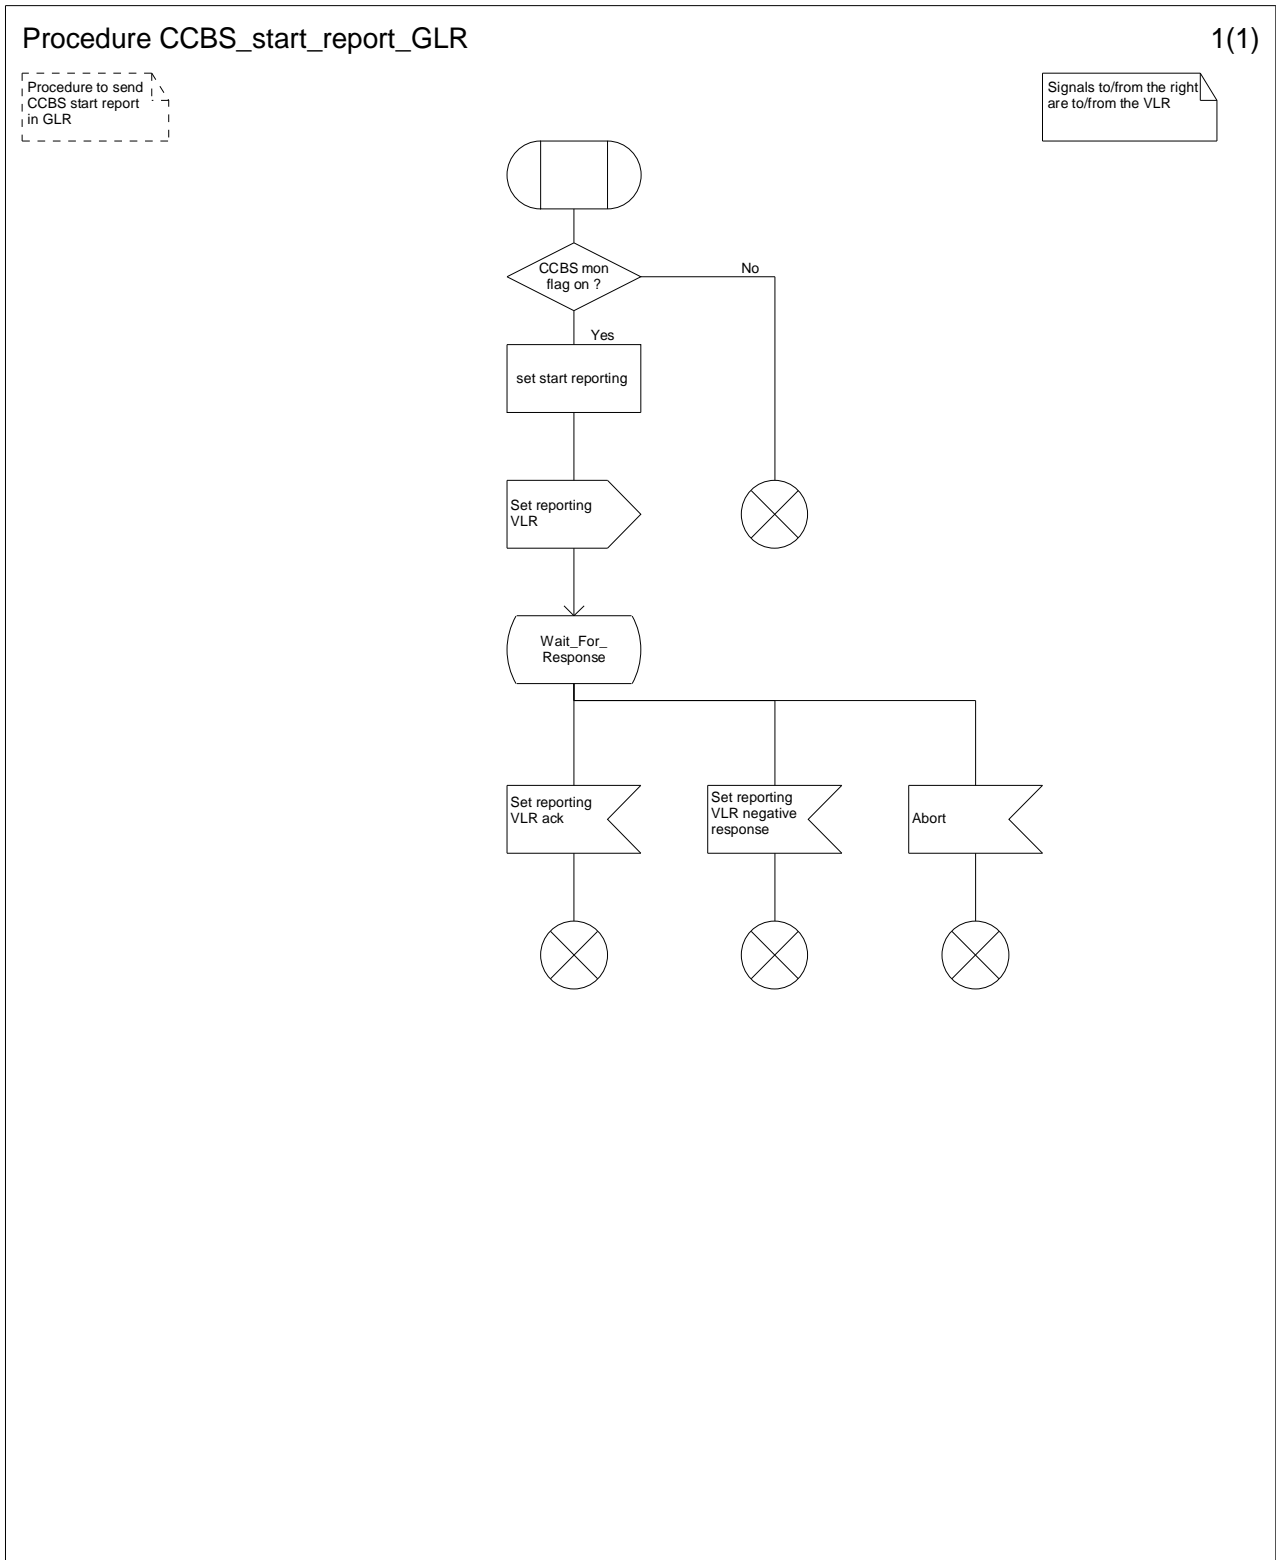 Procedure CCBS_start_report_GLR
1(1)
Procedure to send
CCBS start report
in GLR
Signals to/from the right
are to/from the VLR
CCBS mon
flag on ?
No
Yes
set start reporting
Set reporting
VLR
Wait_For_
Response
Set reporting
VLR ack
Set reporting
VLR negative
response
Abort